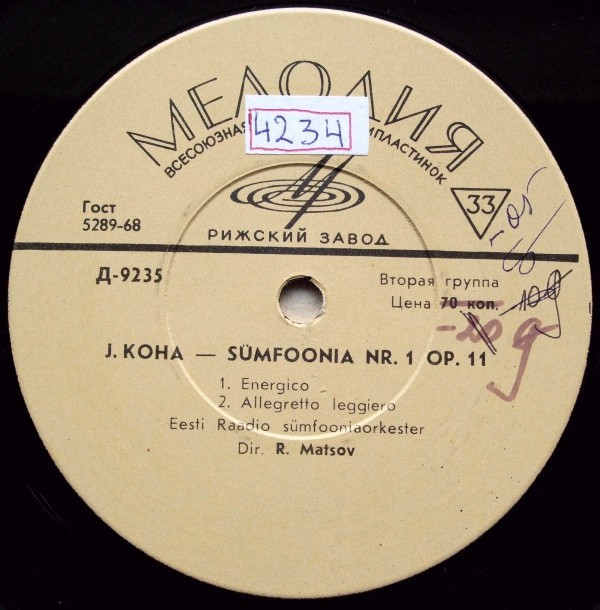 МЕЛОДИЯ
4234
ВСЕСОЮЗНАЯ
МПЛАСТИНОК
33
Гост
5289-68
РИЖСКИЙ ЗАВОД
Д-9235
Вторая группа
Цена 70 коп.
J. KOHA — SÜMFOONIA NR. 1 OP. 11
1. Energico
2. Allegretto leggiero
Eesti Raadio sümfooniaorkester
Dir. R. Matsov